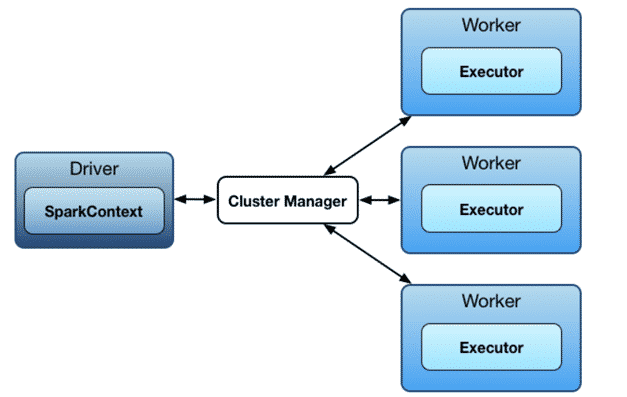 Driver
SparkContext
Cluster Manager
Worker
Executor
Worker
Executor
Worker
Executor